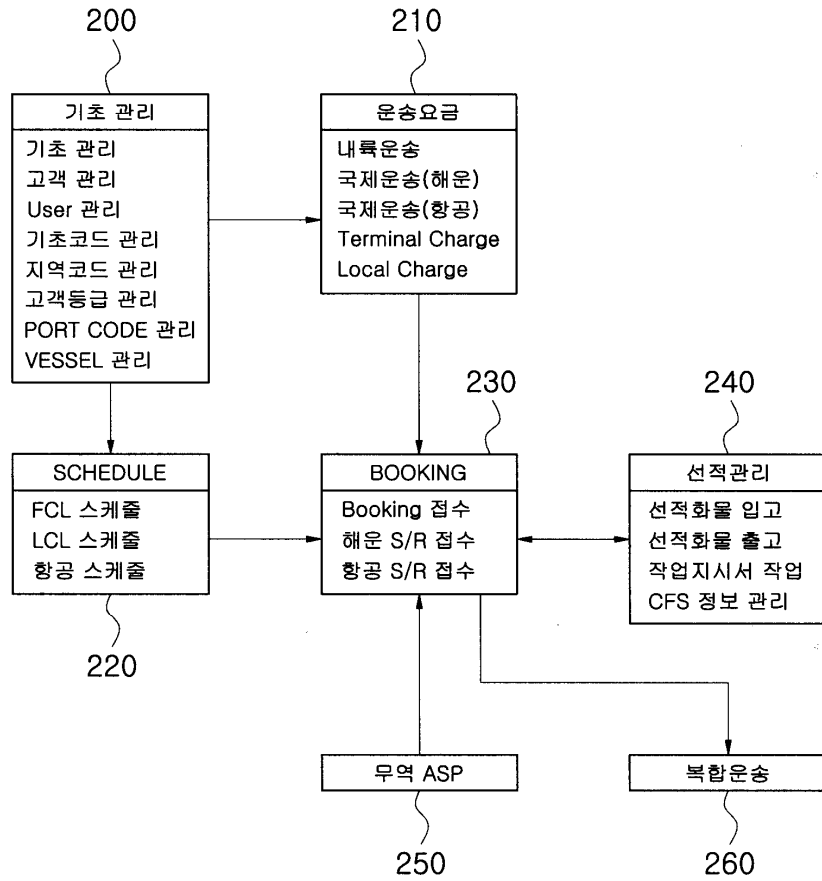 200
210
기초 관리
기초 관리
고객 관리
User 관리
기초코드 관리
지역코드 관리
고객등급 관리
PORT CODE 관리
VESSEL 관리
운송요금
내륙운송
국제운송(해운)
국제운송(항공)
Terminal Charge
Local Charge
230
240
SCHEDULE
FCL 스케줄
LCL 스케줄
항공 스케줄
220
BOOKING
Booking 접수
해운 S/R 접수
항공 S/R 접수
선적관리
선적화물 입고
선적화물 출고
작업지시서 작업
CFS 정보 관리
무역 ASP
250
복합운송
260